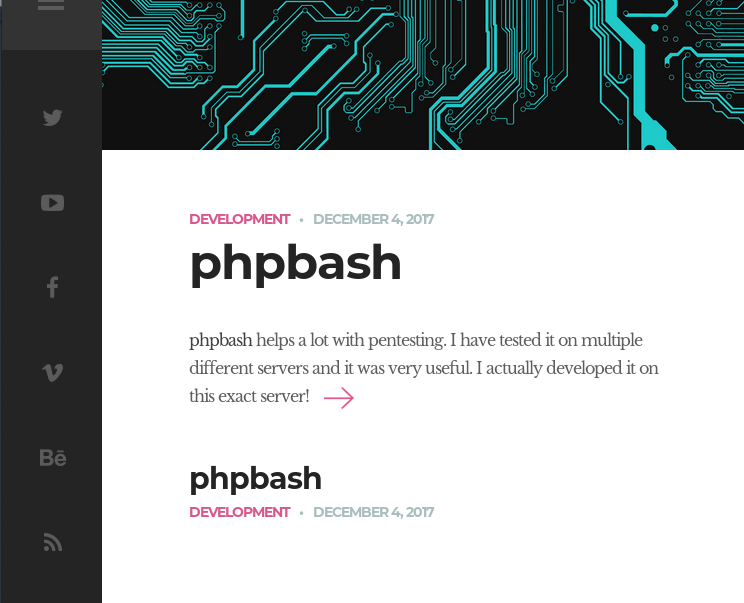 DEVELOPMENT • DECEMBER 4, 2017
phpbash
phpbash helps a lot with pentesting. I have tested it on multiple
different servers and it was very useful. I actually developed it on
this exact server!
phpbash
DEVELOPMENT • DECEMBER 4, 2017
Bē